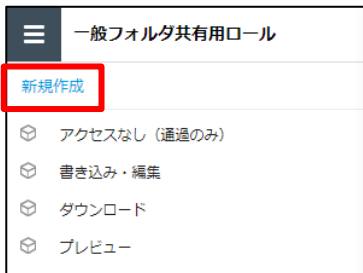 一般フォルダ共有用ロール
新規作成
アクセスなし（通過のみ）
書き込み・編集
ダウンロード
プレビュー